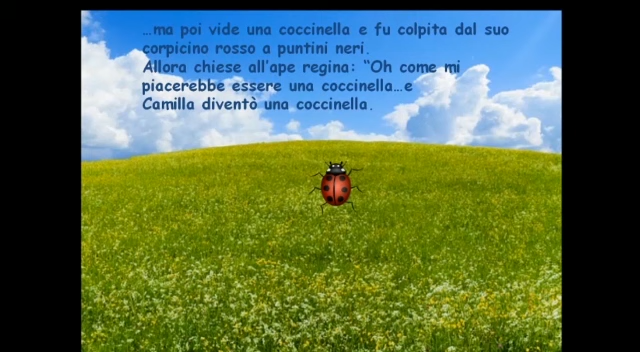 …ma poi vide una coccinella e fu colpita dal suo
corpicino rosso a puntini neri.
Allora chiese all'ape regina: “Oh come mi
piacerebbe essere una coccinella…e
Camilla diventò una coccinella.